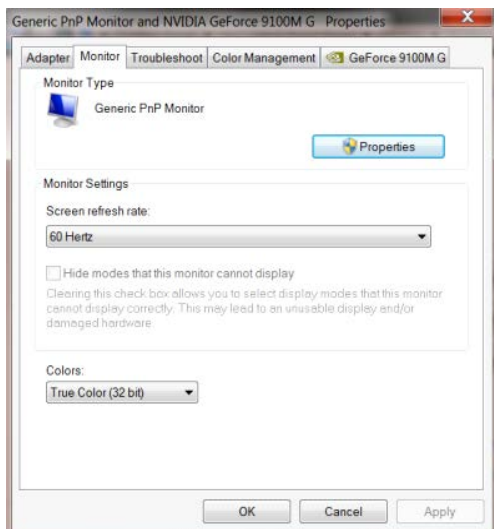 Generic PnP Monitor and NVIDIA GeForce 9100M G Properties
Adapter Monitor Troubleshoot Color Management GeForce 9100M G
Monitor Type
Generic PnP Monitor
Properties
Monitor Settings
Screen refresh rate:
60 Hertz
Hide modes that this monitor cannot display
Clearing this check box allows you to select display modes that this monitor
cannot display correctly. This may lead to an unusable display and/or
damaged hardware.
Colors:
True Color (32 bit)
OK Cancel Apply